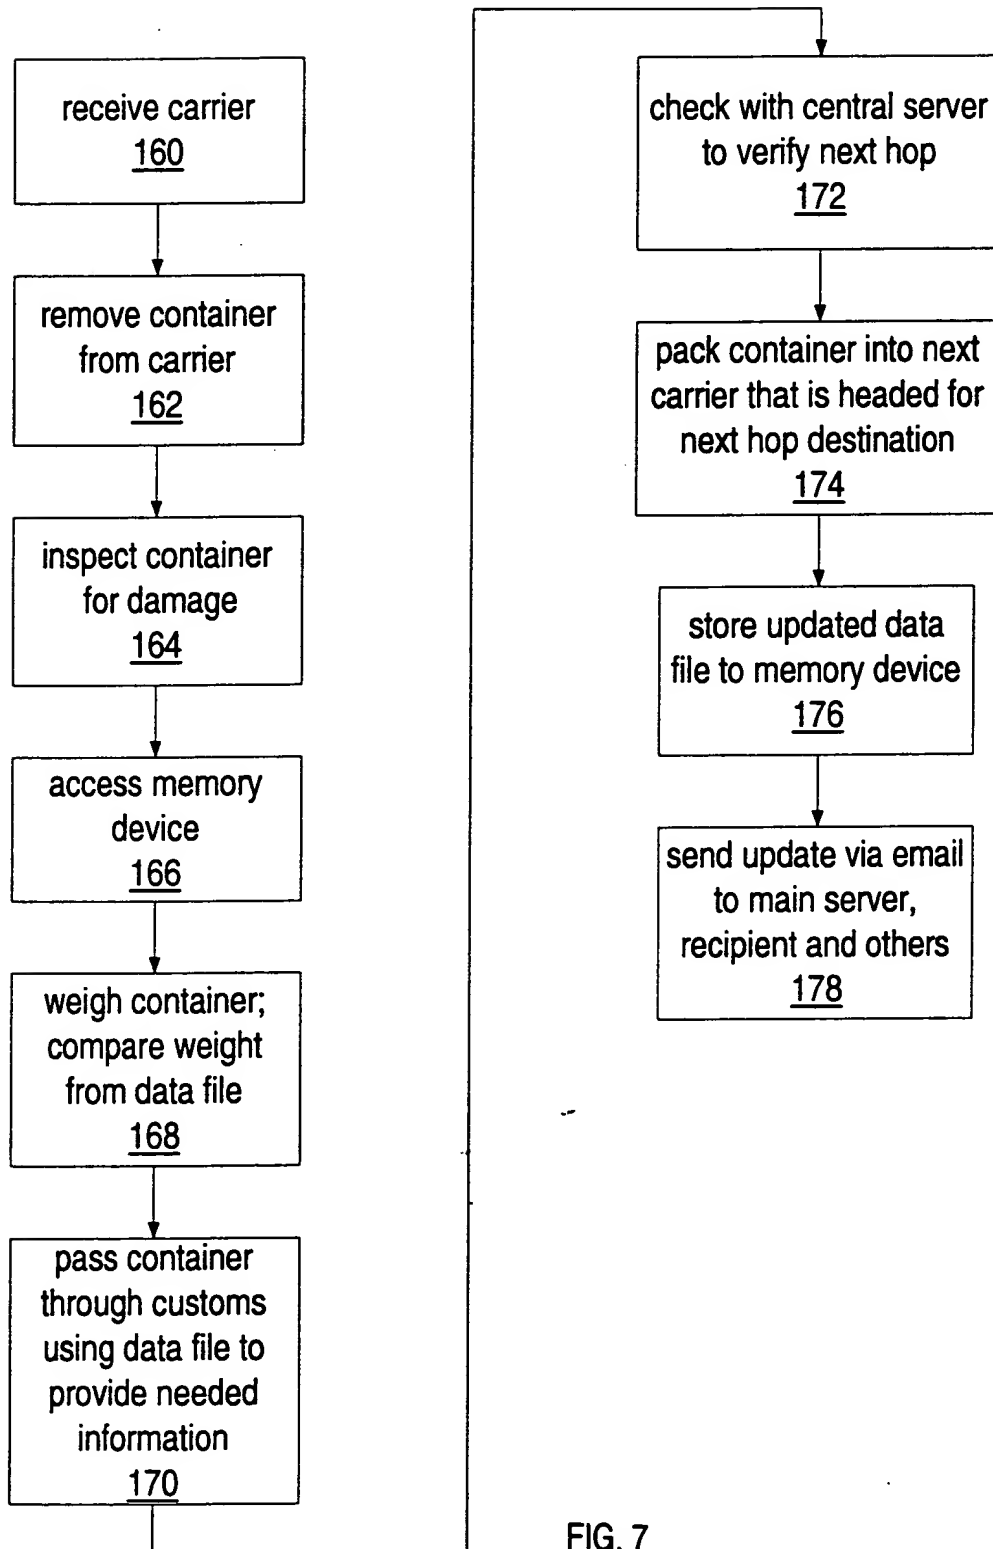 receive carrier
160
remove container
from carrier
162
inspect container
for damage
164
access memory
device
166
weigh container;
compare weight
from data file
168
pass container
through customs
using data file to
provide needed
information
170
check with central server
to verify next hop
172
pack container into next
carrier that is headed for
next hop destination
174
store updated data
file to memory device
176
send update via email
to main server,
recipient and others
178
FIG. 7